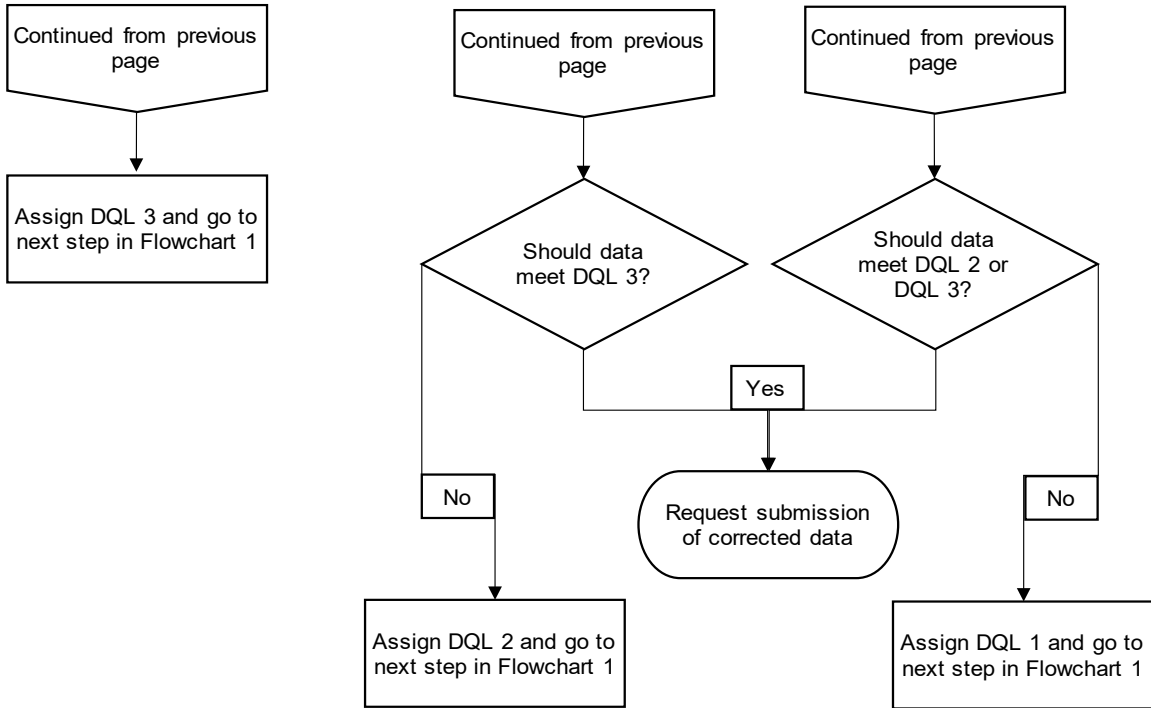 Continued from previous
page
Continued from previous
page
Continued from previous
page
Assign DQL 3 and go to
next step in Flowchart 1
Should data
meet DQL 3?
Should data
meet DQL 2 or
DQL 3?
Yes
No
No
Request submission
of corrected data
Assign DQL 2 and go to
next step in Flowchart 1
Assign DQL 1 and go to
next step in Flowchart 1